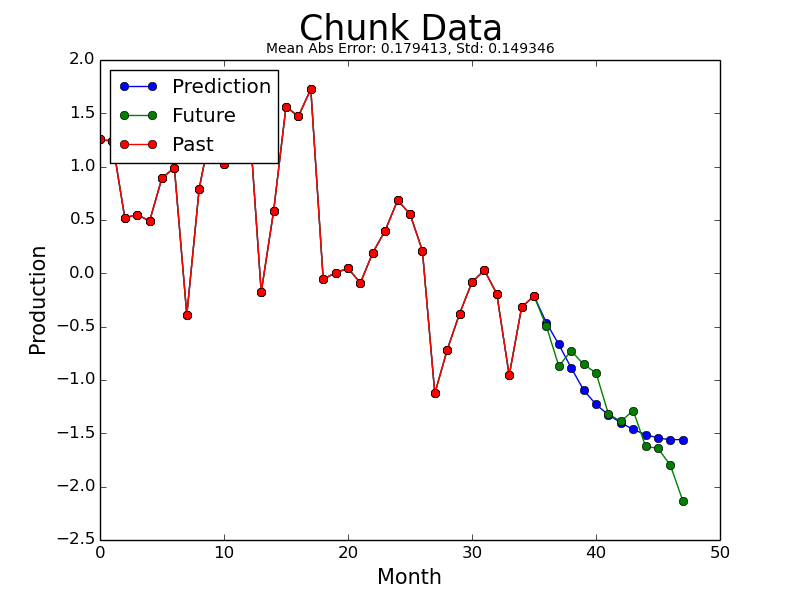 Chunk Data
Mean Abs Error: 0.179413, Std: 0.149346
Prediction
Future
Past
2.0
1.5
1.0
0.5
0.0
−0.5
−1.0
−1.5
−2.0
−2.5
Production
0 10 20 30 40 50
Month